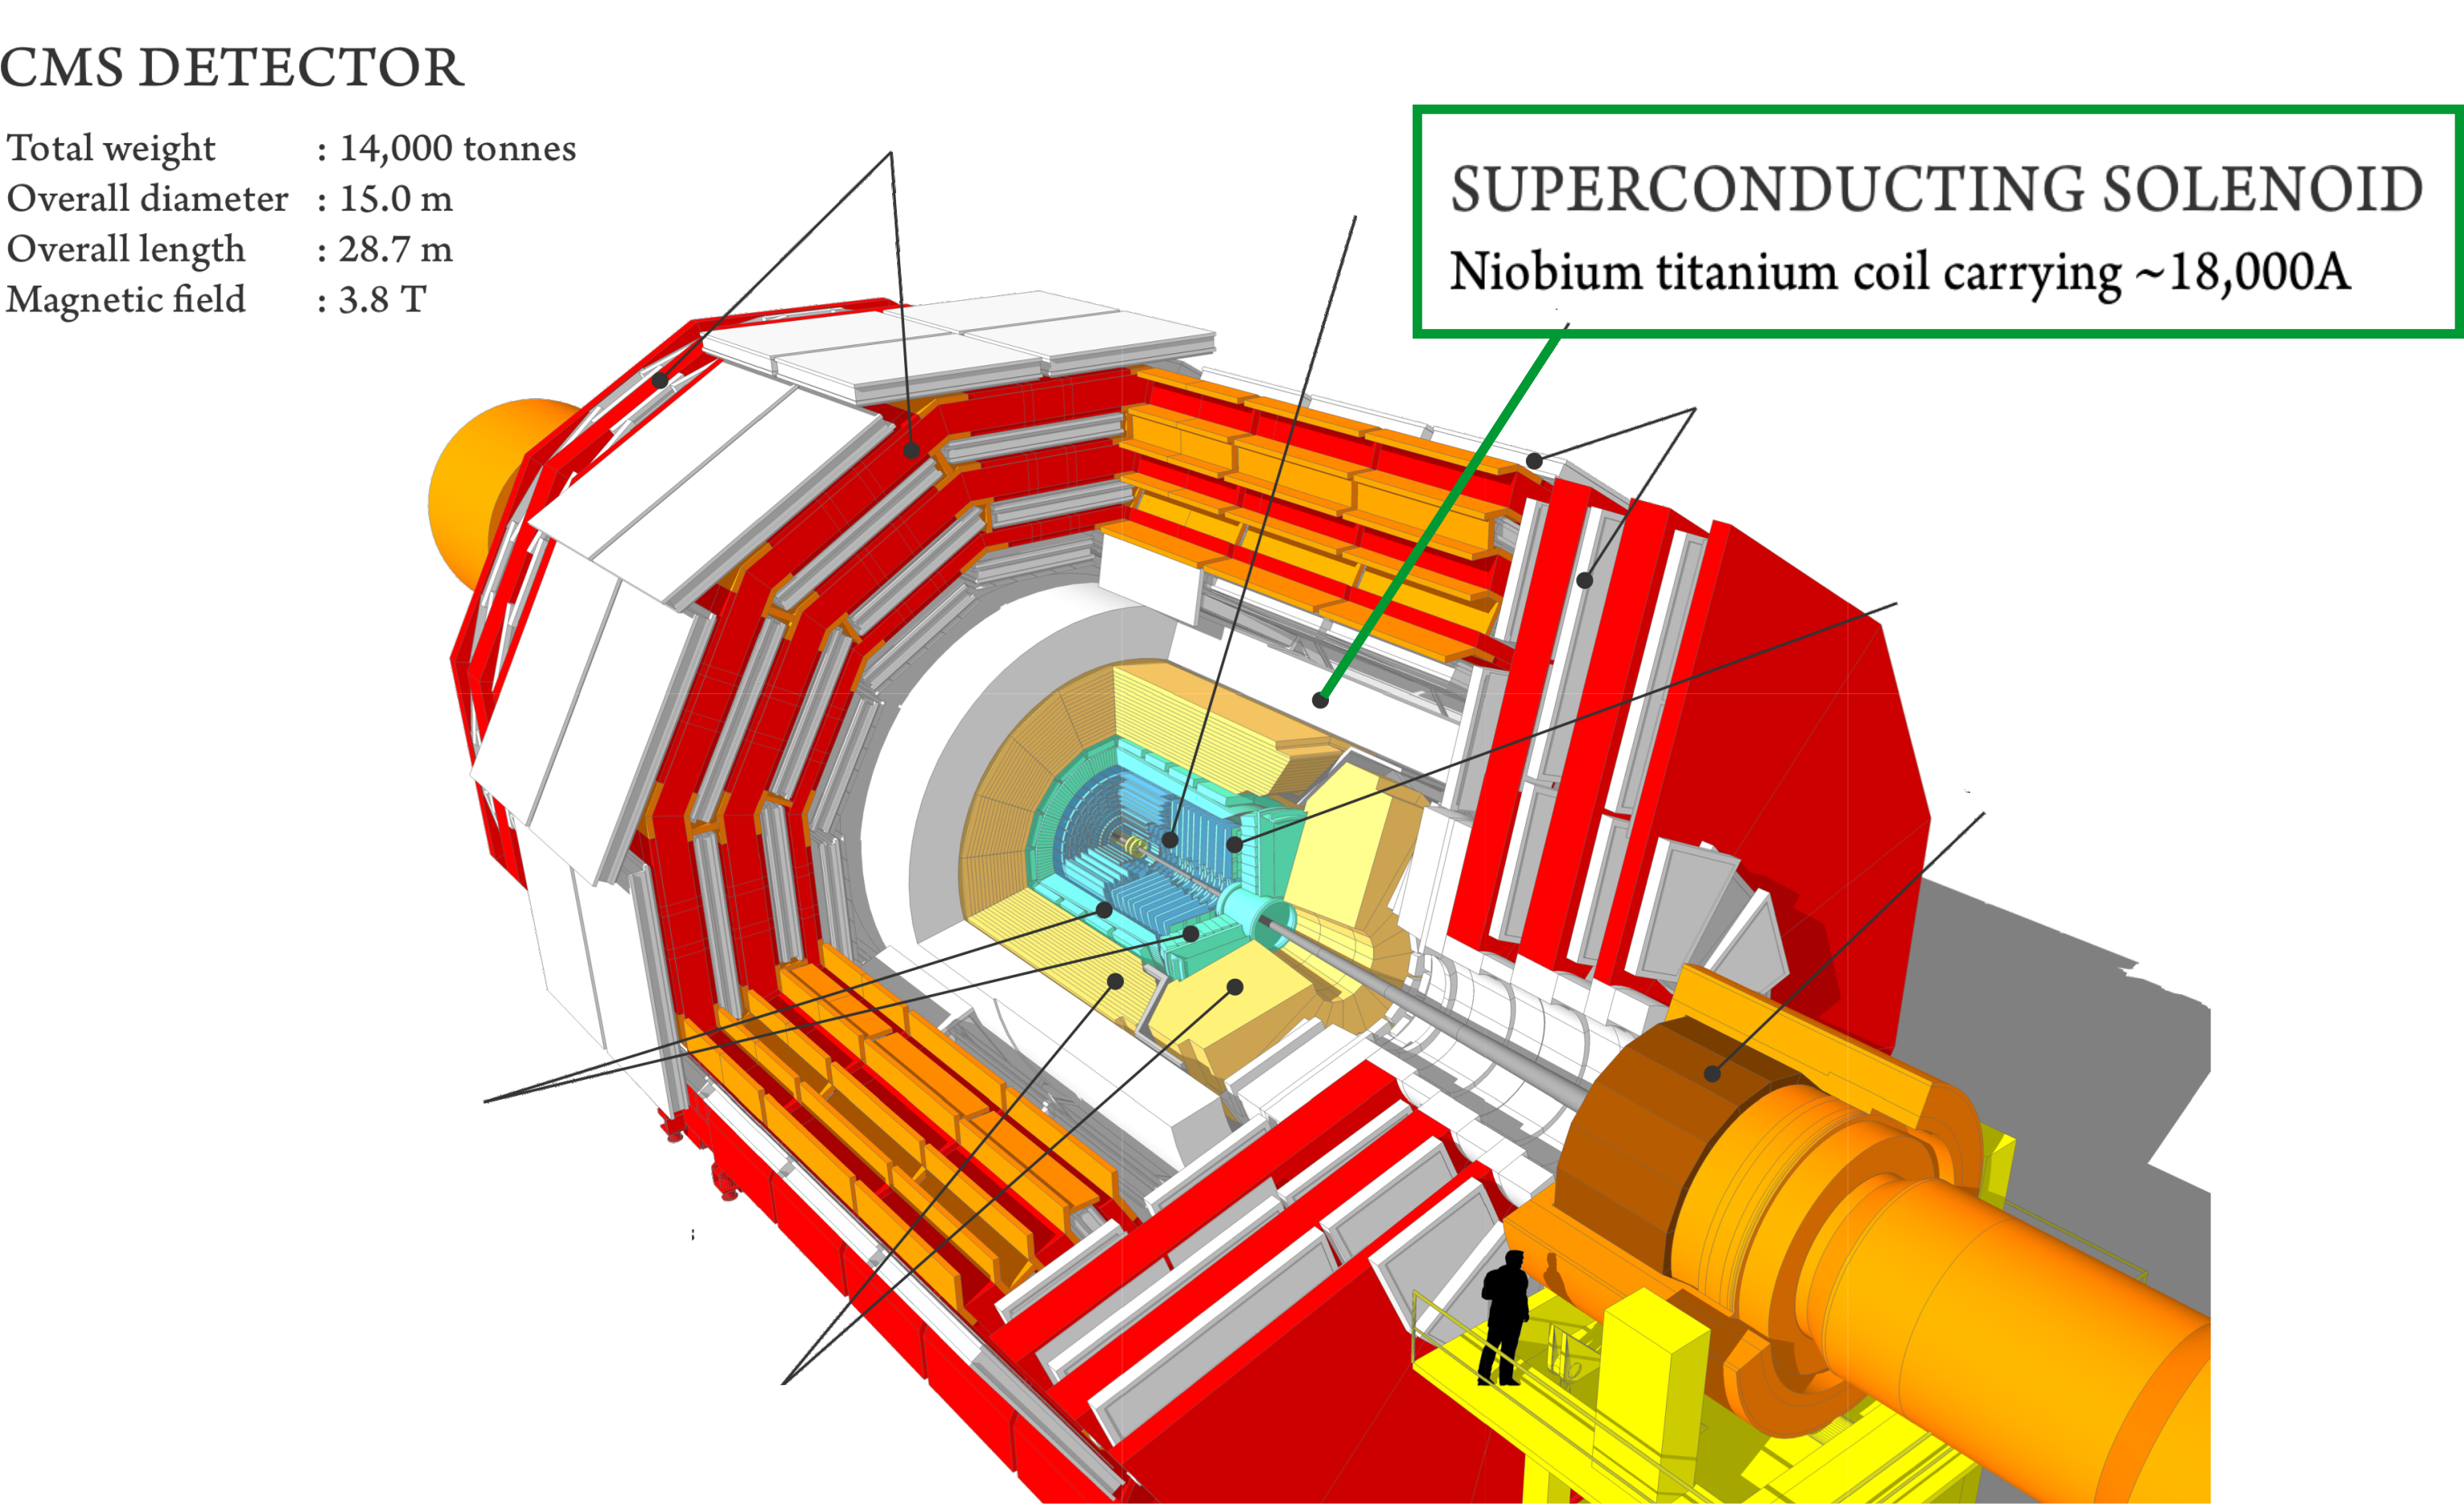 CMS DETECTOR
Total weight : 14,000 tonnes
Overall diameter : 15.0 m
Overall length : 28.7 m
Magnetic field : 3.8 T
SUPERCONDUCTING SOLENOID
Niobium titanium coil carrying ~18,000A